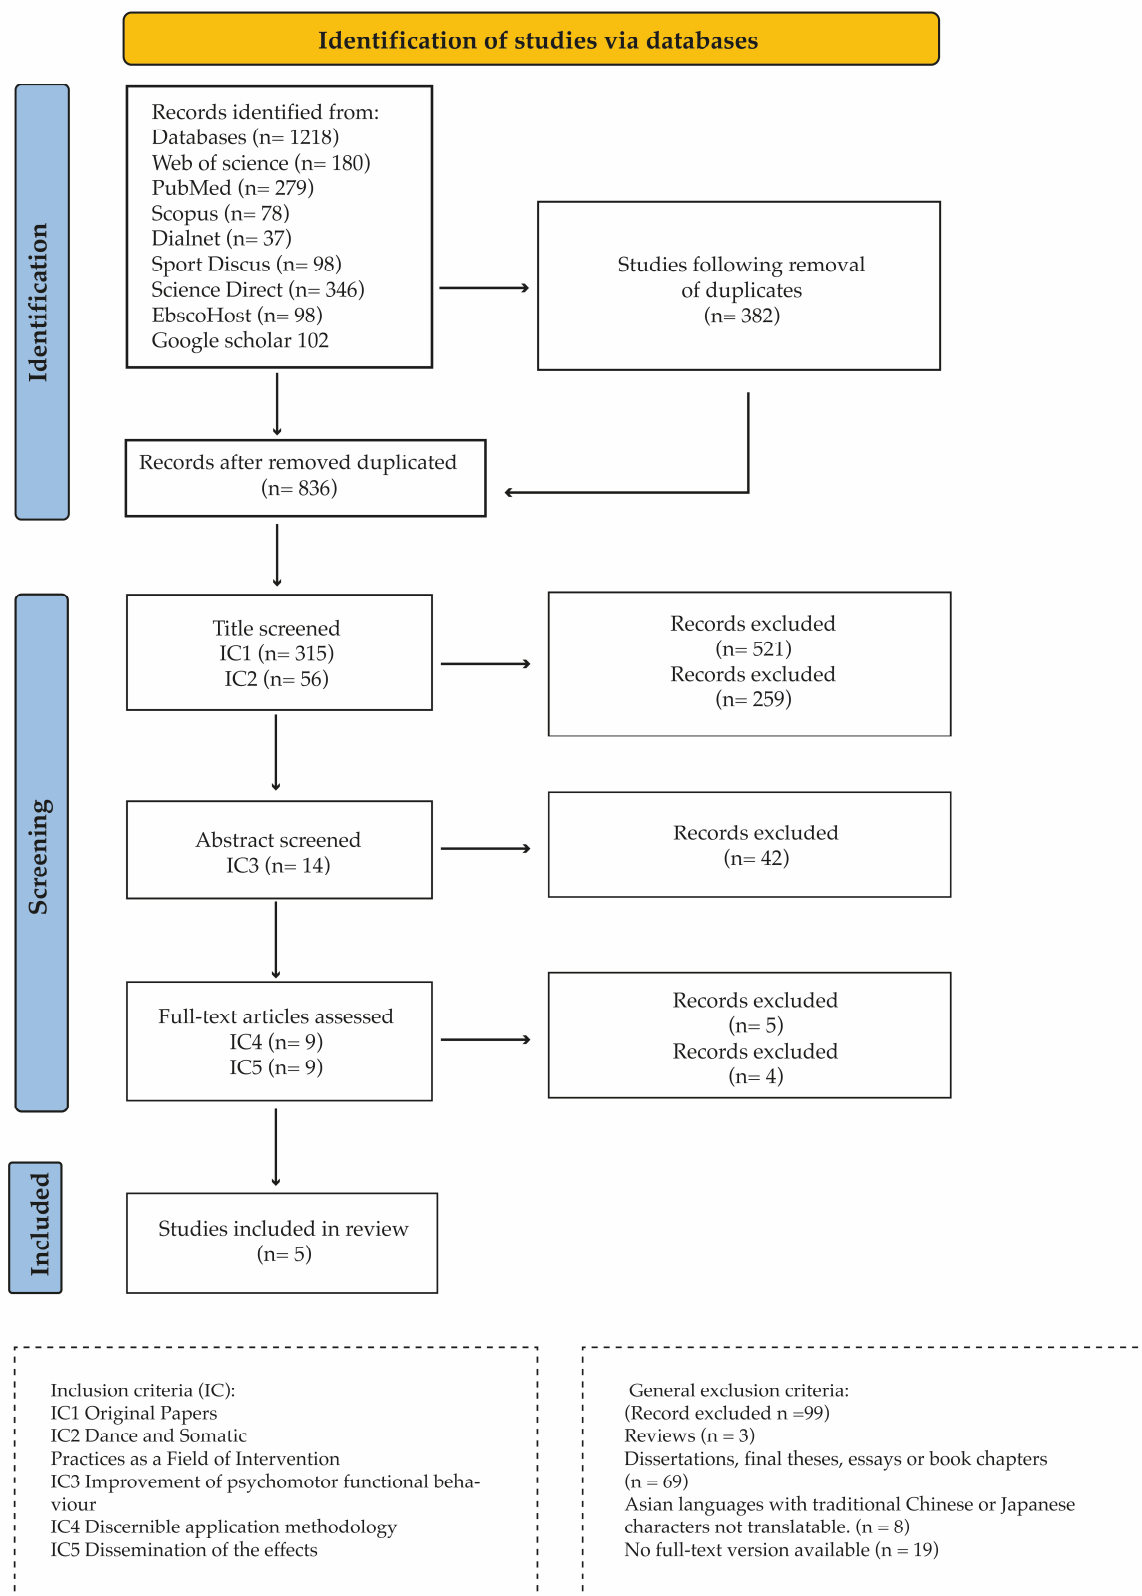 Identification of studies via databases
Identification
Records identified from:
Databases (n= 1218)
Web of science (n= 180)
PubMed (n= 279)
Scopus (n= 78)
Dialnet (n= 37)
Sport Discus (n= 98)
Science Direct (n= 346)
EbscoHost (n= 98)
Google scholar 102
Studies following removal
of duplicates
(n= 382)
Records after removed duplicated
(n= 836)
Screening
Title screened
IC1 (n= 315)
IC2 (n= 56)
Records excluded
(n= 521)
Records excluded
(n= 259)
Abstract screened
IC3 (n= 14)
Records excluded
(n= 42)
Full-text articles assessed
IC4 (n= 9)
IC5 (n= 9)
Records excluded
(n= 5)
Records excluded
(n= 4)
Included
Studies included in review
(n= 5)
Inclusion criteria (IC):
IC1 Original Papers
IC2 Dance and Somatic
Practices as a Field of Intervention
IC3 Improvement of psychomotor functional beha-
viour
IC4 Discernible application methodology
IC5 Dissemination of the effects
General exclusion criteria:
(Record excluded n =99)
Reviews (n = 3)
Dissertations, final theses, essays or book chapters
(n = 69)
Asian languages with traditional Chinese or Japanese
characters not translatable. (n = 8)
No full-text version available (n = 19)